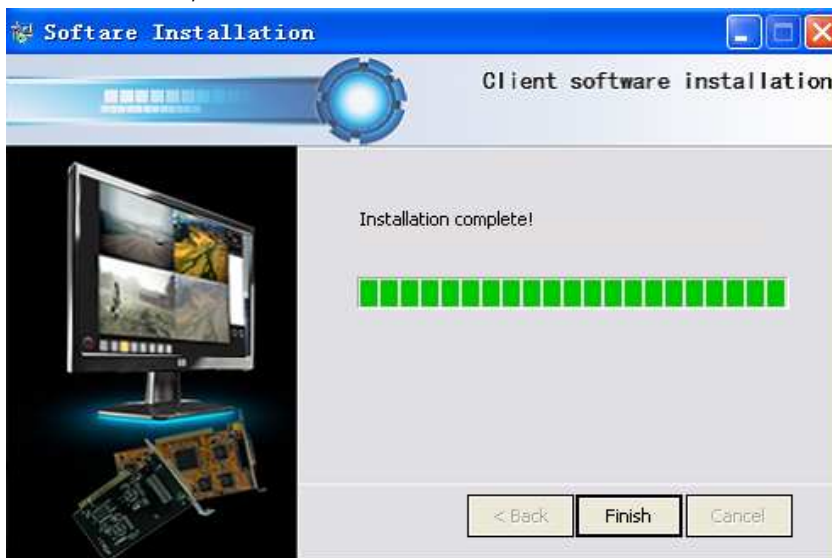 Softare Installation
Client software installation
Installation complete!
< Back
Finish
Cancel